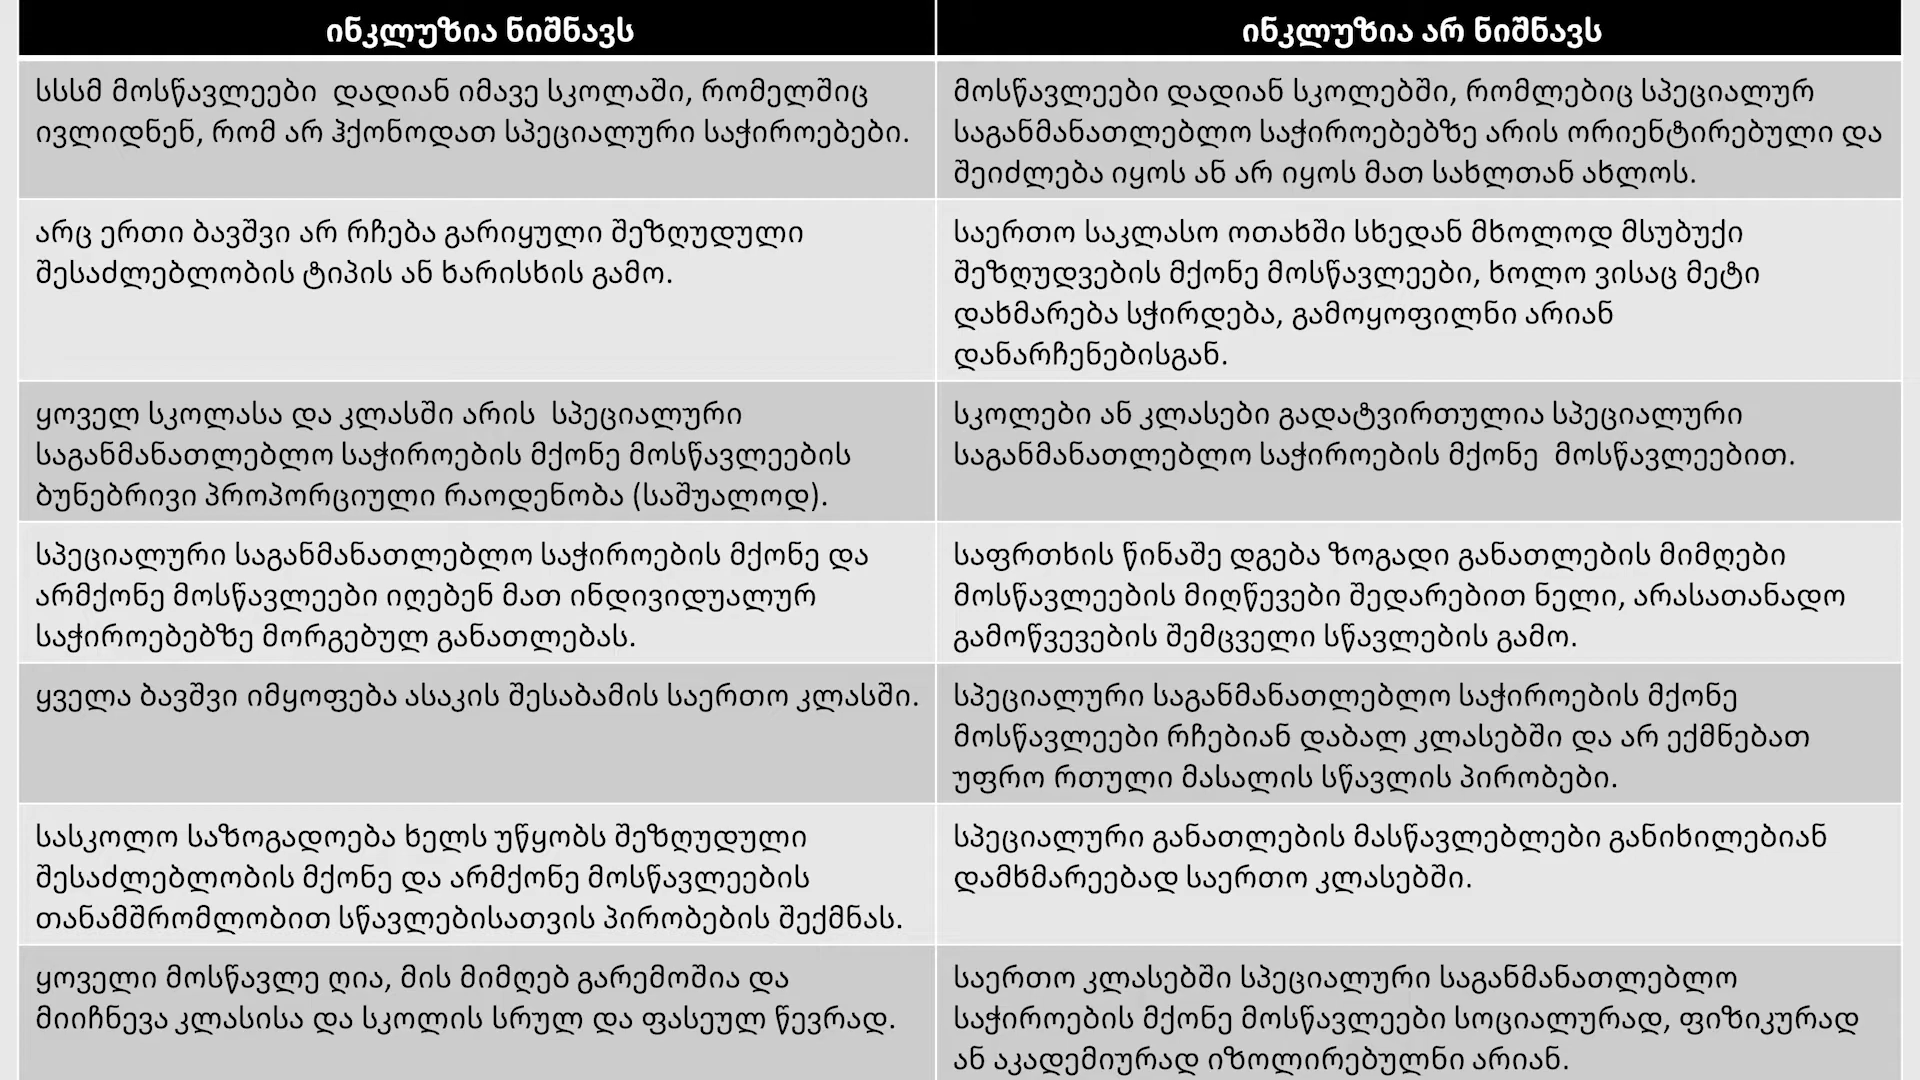 ინკლუზია ნიშნავს
ინკლუზია არ ნიშნავს
სსსმ მოსწავლეები დადიან იმავე სკოლაში, რომელშიც
ივლიდნენ, რომ არ ჰქონოდათ სპეციალური საჭიროებები.
მოსწავლეები დადიან სკოლებში, რომლებიც სპეციალურ
საგანმანათლებლო საჭიროებებზე არის ორიენტირებული და
შეიძლება იყოს ან არ იყოს მათ სახლთან ახლოს.
არც ერთი ბავშვი არ რჩება გარიყული შეზღუდული
შესაძლებლობის ტიპის ან ხარისხის გამო.
საერთო საკლასო ოთახში სხედან მხოლოდ მსუბუქი
შეზღუდვების მქონე მოსწავლეები, ხოლო ვისაც მეტი
დახმარება სჭირდება, გამოყოფილნი არიან
დანარჩენებისგან.
ყოველ სკოლასა და კლასში არის სპეციალური
საგანმანათლებლო საჭიროების მქონე მოსწავლეების
ბუნებრივი პროპორციული რაოდენობა (საშუალოდ).
სკოლები ან კლასები გადატვირთულია სპეციალური
საგანმანათლებლო საჭიროების მქონე მოსწავლეებით.
სპეციალური საგანმანათლებლო საჭიროების მქონე და
არმქონე მოსწავლეები იღებენ მათ ინდივიდუალურ
საჭიროებებზე მორგებულ განათლებას.
საფრთხის წინაშე დგება ზოგადი განათლების მიმღები
მოსწავლეების მიღწევები შედარებით ნელი, არასათანადო
გამოწვევების შემცველი სწავლების გამო.
ყველა ბავშვი იმყოფება ასაკის შესაბამის საერთო კლასში.
სპეციალური საგანმანათლებლო საჭიროების მქონე
მოსწავლეები რჩებიან დაბალ კლასებში და არ ექმნებათ
უფრო რთული მასალის სწავლის პირობები.
სასკოლო საზოგადოება ხელს უწყობს შეზღუდული
შესაძლებლობის მქონე და არმქონე მოსწავლეების
თანამშრომლობით სწავლებისათვის პირობების შექმნას.
სპეციალური განათლების მასწავლებლები განიხილებიან
დამხმარეებად საერთო კლასებში.
ყოველი მოსწავლე ღია, მის მიმღებ გარემოშია და
მიიჩნევა კლასისა და სკოლის სრულ და ფასეულ წევრად.
საერთო კლასებში სპეციალური საგანმანათლებლო
საჭიროების მქონე მოსწავლეები სოციალურად, ფიზიკურად
ან აკადემიურად იზოლირებულნი არიან.